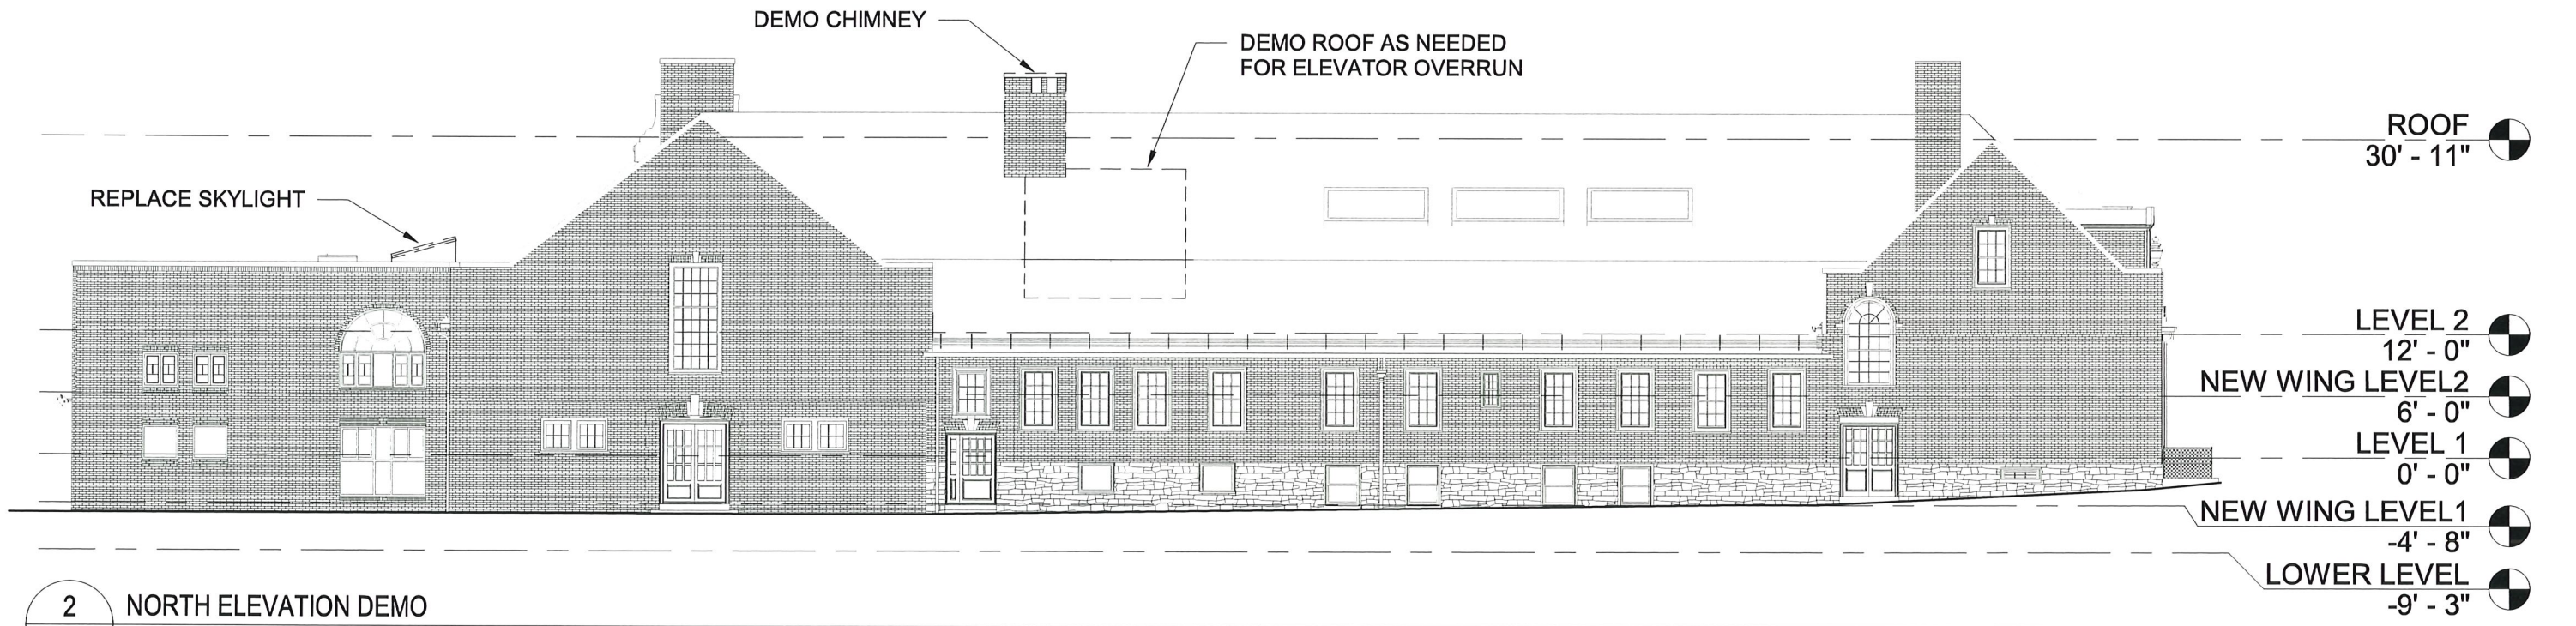 DEMO CHIMNEY
DEMO ROOF AS NEEDED
FOR ELEVATOR OVERRUN
REPLACE SKYLIGHT
ROOF
30' - 11"
LEVEL 2
12' - 0"
NEW WING LEVEL2
6' - 0"
LEVEL 1
0' - 0"
NEW WING LEVEL1
-4' - 8"
LOWER LEVEL
-9' - 3"
2 NORTH ELEVATION DEMO